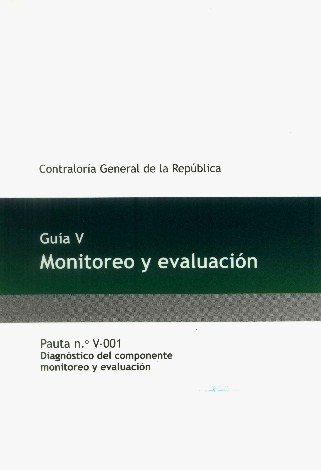 Contraloría General de la República
Guía V
Monitoreo y evaluación
Pauta n.º V-001
Diagnóstico del componente
monitoreo y evaluación